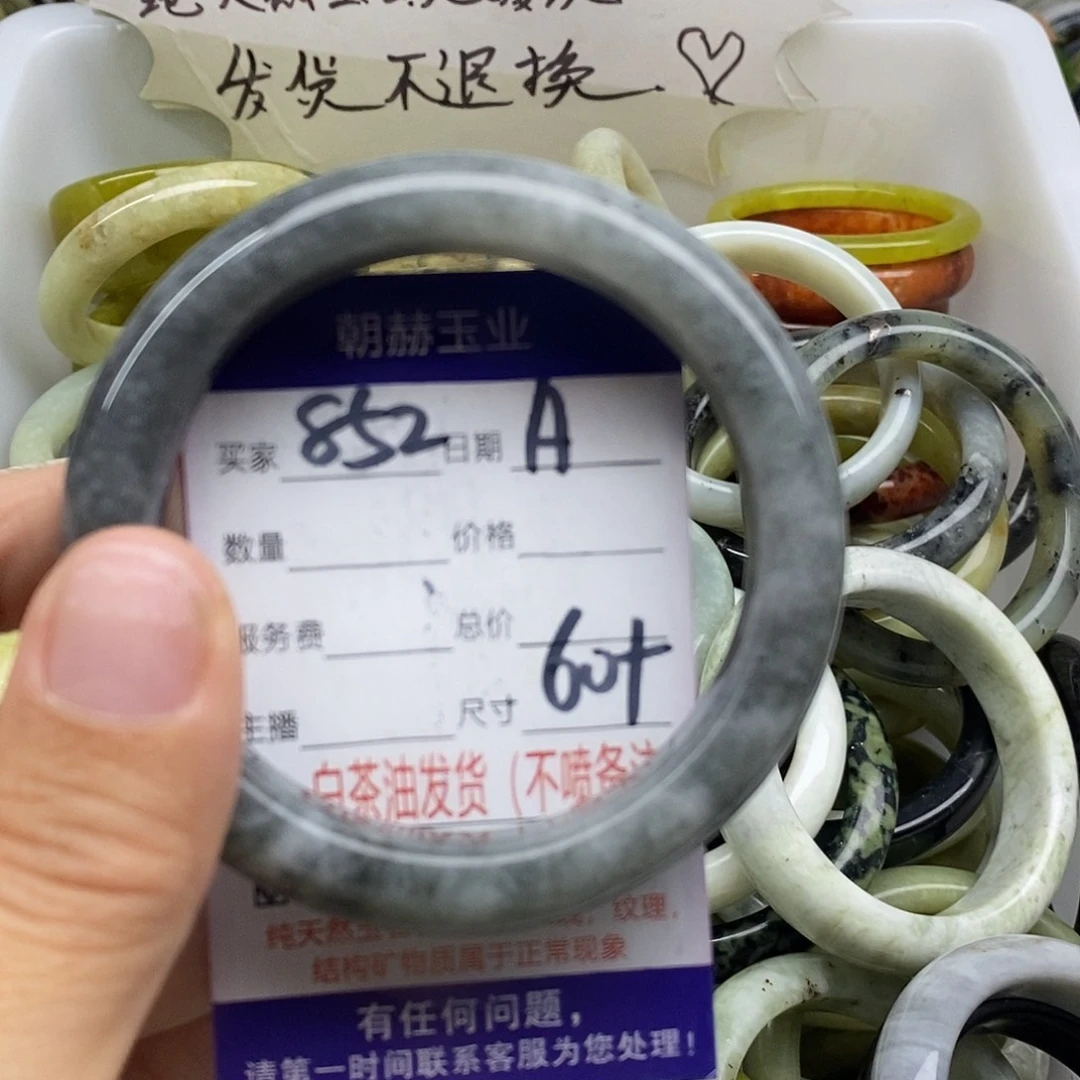 发货不退换.♡
朝赫玉业
买家 852 日期 A
数量 价格
服务费 总价
主播 尺寸 60+
白茶油发货（不喷备注
纯天然玉 纹理,
结构矿物质属于正常现象
有任何问题，
请第一时间联系客服为您处理！